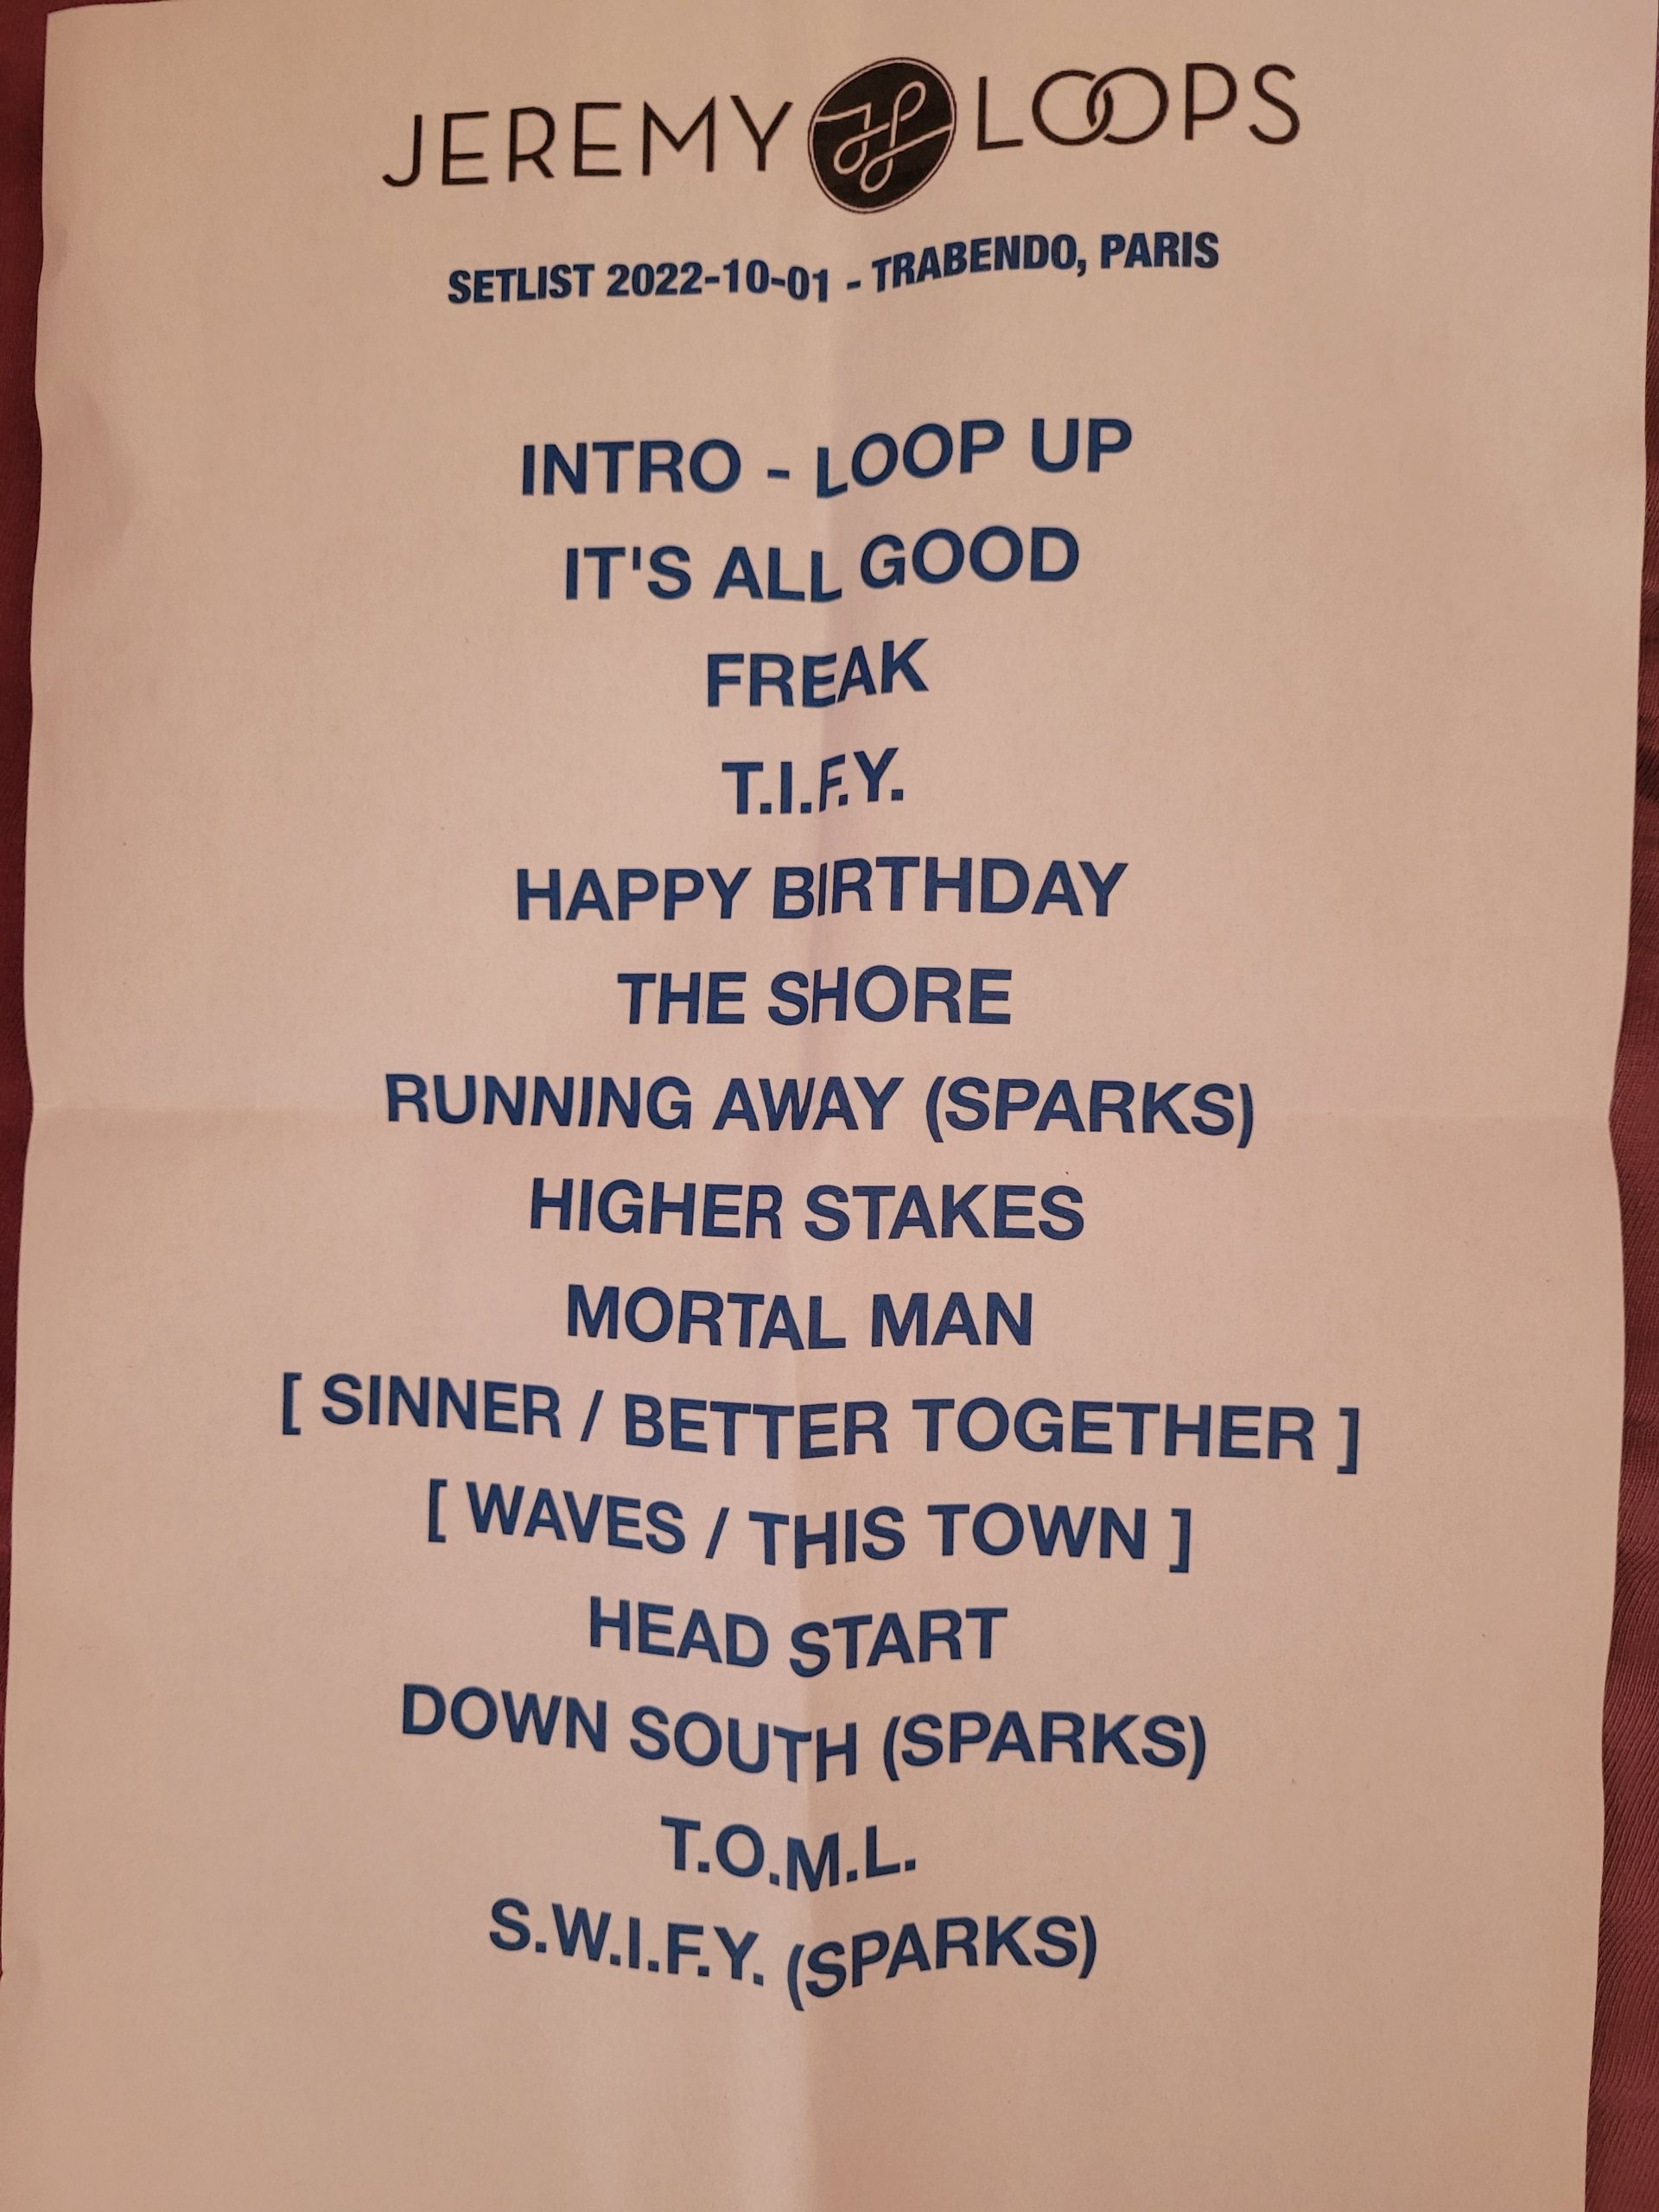 JEREMY JL LOOPS
SETLIST 2022-10-01 - TRABENDO, PARIS
INTRO - LOOP UP
IT'S ALL GOOD
FREAK
T.I.F.Y.
HAPPY BIRTHDAY
THE SHORE
RUNNING AWAY (SPARKS)
HIGHER STAKES
MORTAL MAN
[ SINNER / BETTER TOGETHER ]
[ WAVES / THIS TOWN ]
HEAD START
DOWN SOUTH (SPARKS)
T.O.M.L.
S.W.I.F.Y. (SPARKS)